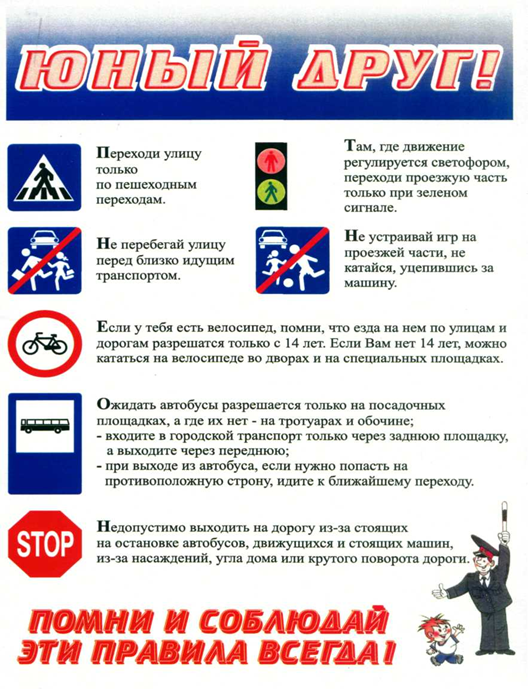 ЮНЫЙ ДРУГ!
Переходи улицу
только
по пешеходным
переходам.
Там, где движение
регулируется светофором,
переходи проезжую часть
только при зеленом
сигнале.
Не перебегай улицу
перед близко идущим
транспортом.
Не устраивай игр на
проезжей части, не
катайся, уцепившись за
машину.
Если у тебя есть велосипед, помни, что езда на нем по улицам и
дорогам разрешатся только с 14 лет. Если Вам нет 14 лет, можно
кататься на велосипеде во дворах и на специальных площадках.
Ожидать автобусы разрешается только на посадочных
площадках, а где их нет - на тротуарах и обочине;
- входите в городской транспорт только через заднюю площадку,
а выходите через переднюю;
- при выходе из автобуса, если нужно попасть на
противоположную строну, идите к ближайшему переходу.
STOP
Недопустимо выходить на дорогу из-за стоящих
на остановке автобусов, движущихся и стоящих машин,
из-за насаждений, угла дома или крутого поворота дороги.
ПОМНИ И СОБЛЮДАЙ
ЭТИ ПРАВИЛА ВСЕГДА!